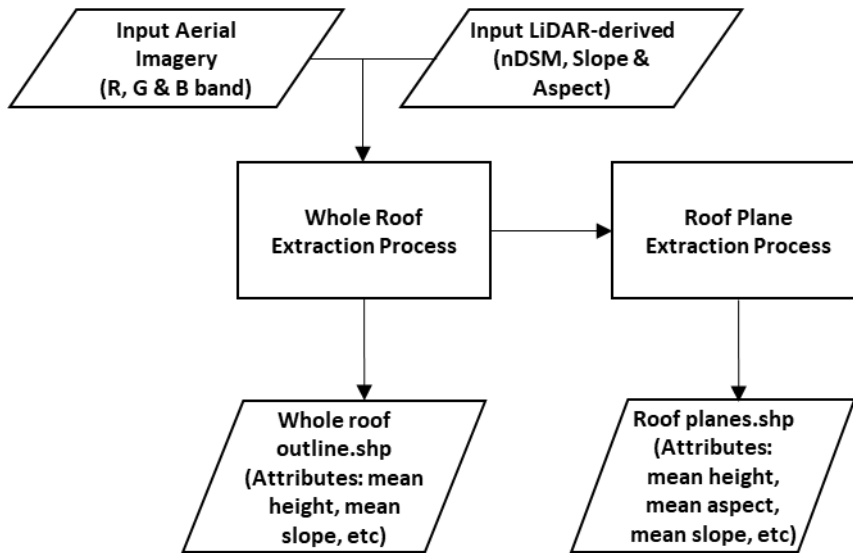 Input Aerial
Imagery
(R, G & B band)
Input LiDAR-derived
(nDSM, Slope &
Aspect)
Whole Roof
Extraction Process
Roof Plane
Extraction Process
Whole roof
outline.shp
(Attributes: mean
height, mean
slope, etc)
Roof planes.shp
(Attributes:
mean height,
mean aspect,
mean slope, etc)